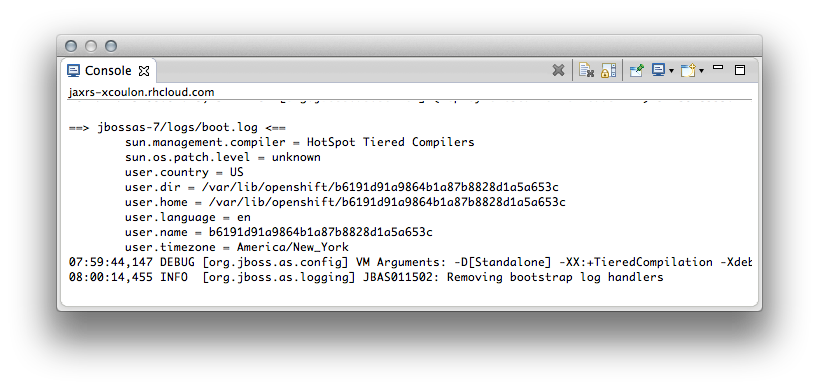 Console
jaxrs-xcoulon.rhcloud.com
==> jbossas-7/logs/boot.log <==
sun.management.compiler = HotSpot Tiered Compilers
sun.os.patch.level = unknown
user.country = US
user.dir = /var/lib/openshift/b6191d91a9864b1a87b8828d1a5a653c
user.home = /var/lib/openshift/b6191d91a9864b1a87b8828d1a5a653c
user.language = en
user.name = b6191d91a9864b1a87b8828d1a5a653c
user.timezone = America/New_York
07:59:44,147 DEBUG [org.jboss.as.config] VM Arguments: -D[Standalone] -XX:+TieredCompilation -Xdeb
08:00:14,455 INFO  [org.jboss.as.logging] JBAS011502: Removing bootstrap log handlers